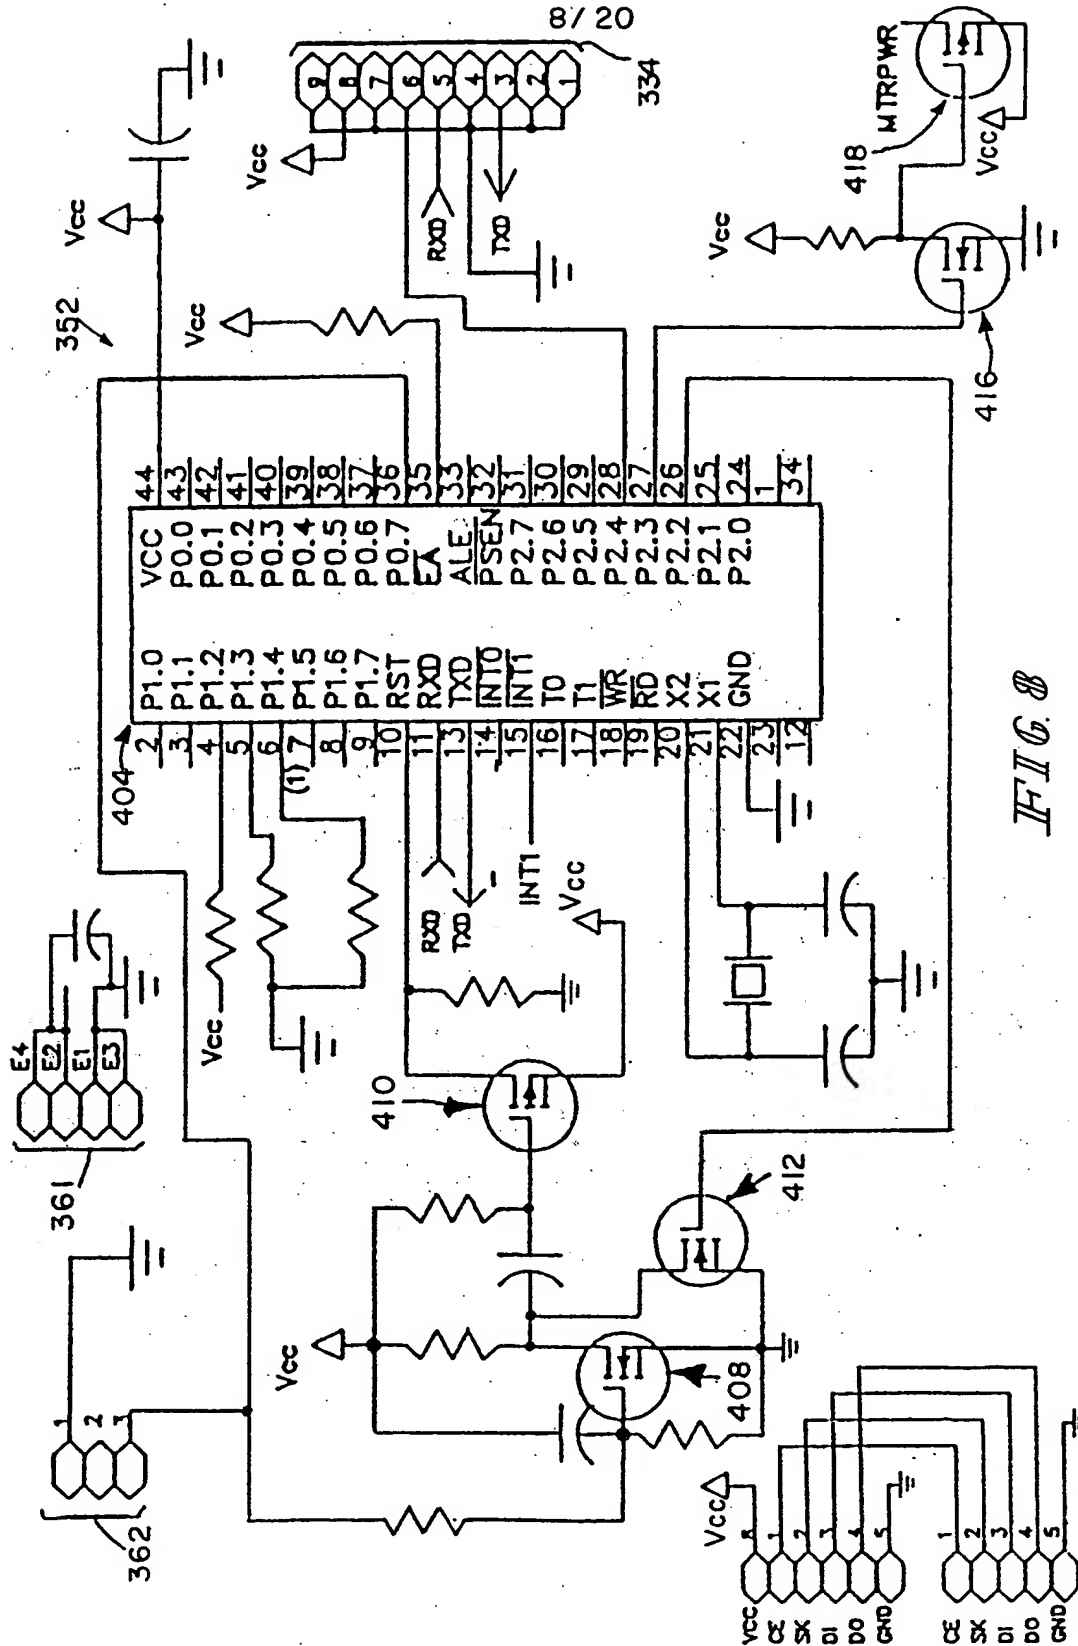 8/20
352
Vcc
Vcc
Vcc
9
8
7
6
5
4
3
2
1
RXD
TXD
334
404
2 P1.0 VCC 44
3 P1.1 P0.0 43
4 P1.2 P0.1 42
5 P1.3 P0.2 41
6 P1.4 P0.3 40
(1) 7 P1.5 P0.4 39
8 P1.6 P0.5 38
9 P1.7 P0.6 37
10 RST P0.7 36
11 RXD EA 35
13 TXD ALE 33
14 INT0 PSEN 32
15 INT1 P2.7 31
16 T0 P2.6 30
17 T1 P2.5 29
18 WR P2.4 28
19 RD P2.3 27
20 X2 P2.2 26
21 X1 P2.1 25
22 GND P2.0 24
23 1
12 34
361
E4
E2
E1
E3
362
1
2
3
Vcc
RXD
TXD
INT1
Vcc
410
Vcc
408
412
Vcc
416
418
MTRPWR
Vcc
Vcc
VCC 8
CE 1
SK 2
DI 3
DO 4
GND 5
CE 1
SK 2
DI 3
DO 4
GND 5
FIG. 8